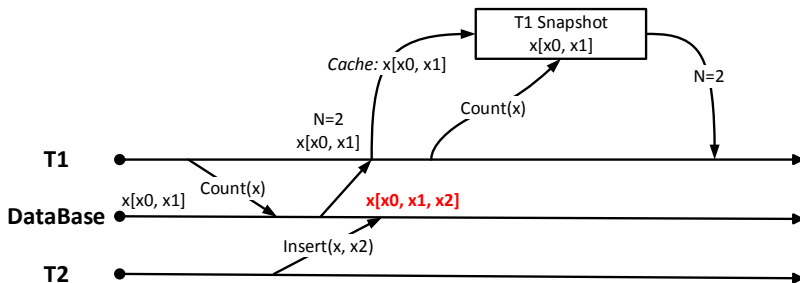 T1 Snapshot
x[x0, x1]
Cache: x[x0, x1]
N=2
Count(x)
N=2
x[x0, x1]
T1
Count(x)
x[x0, x1]
x[x0, x1, x2]
DataBase
Insert(x, x2)
T2